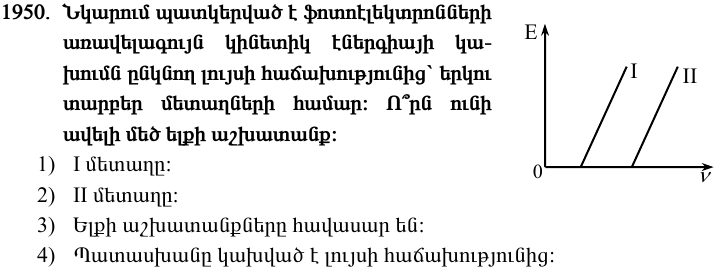 1950. Նկարում պատկերված է ֆոտոէլեկտրոնների
առավելագույն կինետիկ էներգիայի կա-
խումն ընկնող լույսի հաճախությունից՝ երկու
տարբեր մետաղների համար։ Ո՞րն ունի
ավելի մեծ ելքի աշխատանք։
1) I մետաղը։
2) II մետաղը։
3) Ելքի աշխատանքները հավասար են։
4) Պատասխանը կախված է լույսի հաճախությունից։
E
I
II
0
ν